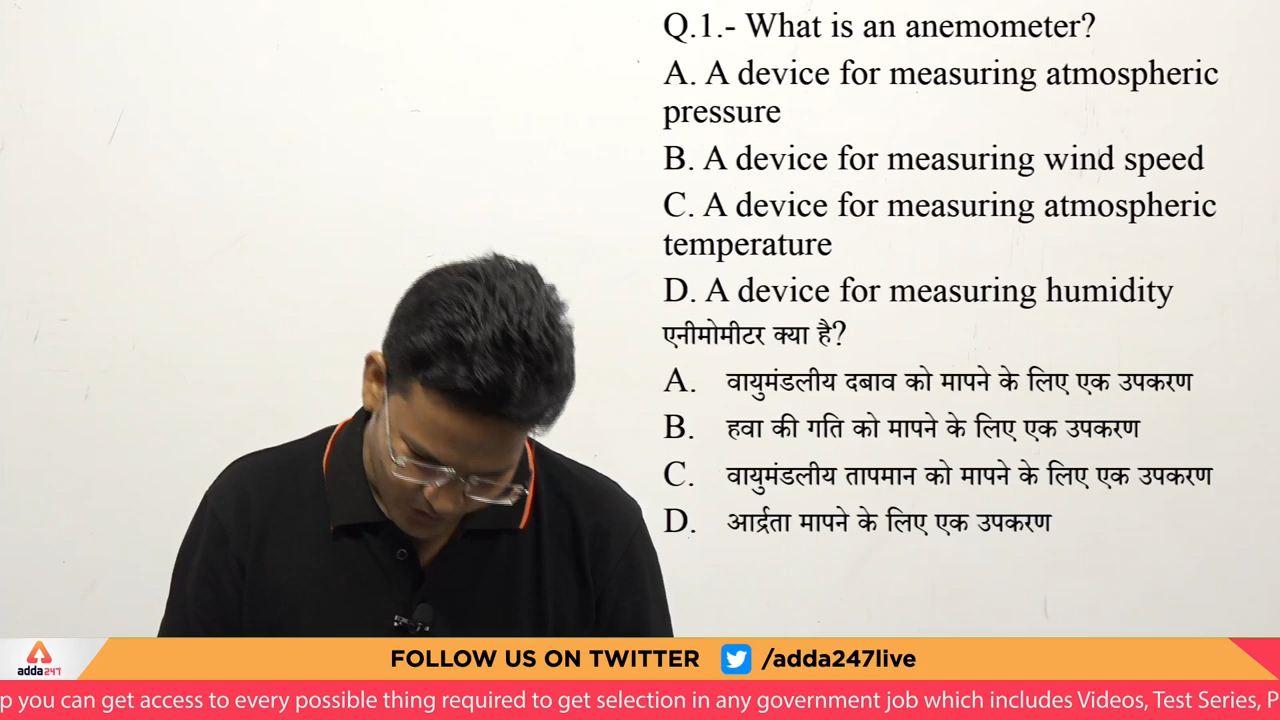 Q.1.- What is an anemometer?
A. A device for measuring atmospheric
pressure
B. A device for measuring wind speed
C. A device for measuring atmospheric
temperature
D. A device for measuring humidity
एनीमोमीटर क्या है?
A. वायुमंडलीय दबाव को मापने के लिए एक उपकरण
B. हवा की गति को मापने के लिए एक उपकरण
C. वायुमंडलीय तापमान को मापने के लिए एक उपकरण
D. आर्द्रता मापने के लिए एक उपकरण
adda247
FOLLOW US ON TWITTER /adda247live
p you can get access to every possible thing required to get selection in any government job which includes Videos, Test Series, P